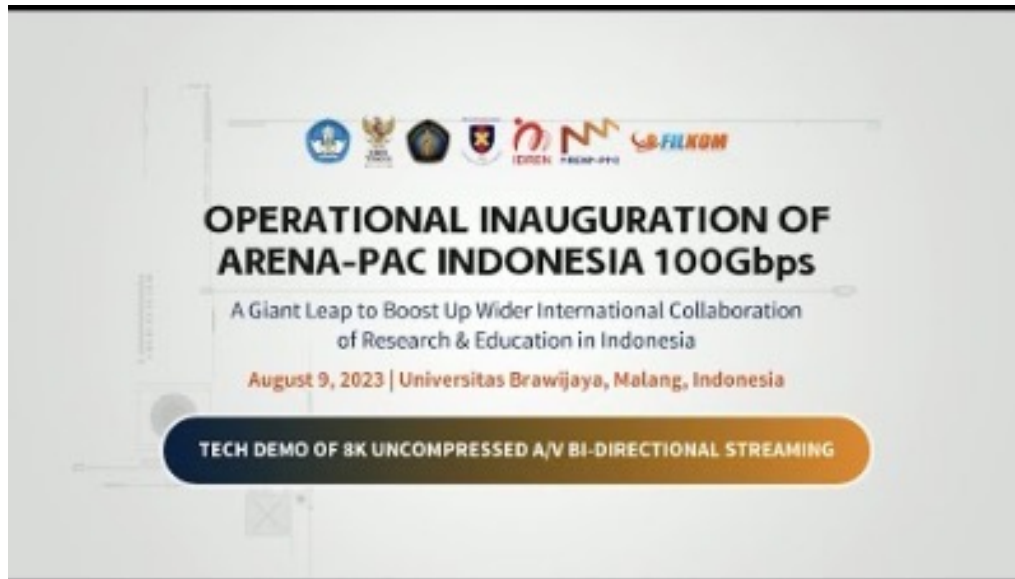 IDREN
FILKOM
OPERATIONAL INAUGURATION OF
ARENA-PAC INDONESIA 100Gbps
A Giant Leap to Boost Up Wider International Collaboration
of Research & Education in Indonesia
August 9, 2023 | Universitas Brawijaya, Malang, Indonesia
TECH DEMO OF 8K UNCOMPRESSED A/V BI-DIRECTIONAL STREAMING